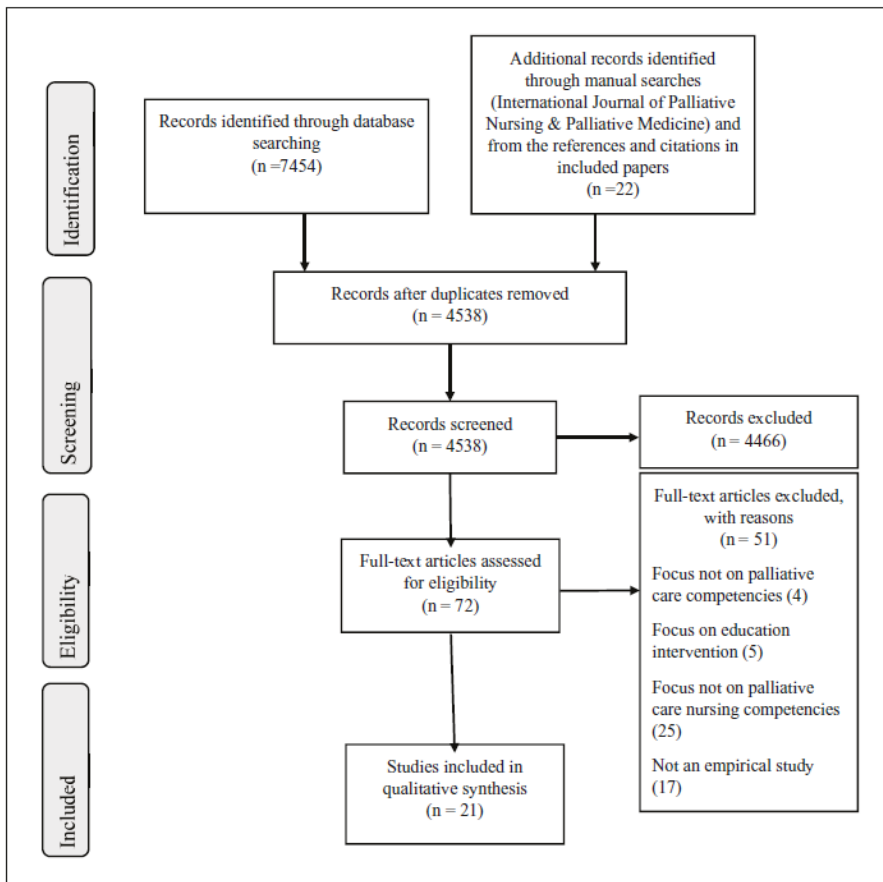 Identification
Records identified through database
searching
(n =7454)
Additional records identified
through manual searches
(International Journal of Palliative
Nursing & Palliative Medicine) and
from the references and citations in
included papers
(n =22)
Records after duplicates removed
(n = 4538)
Screening
Records screened
(n = 4538)
Records excluded
(n = 4466)
Eligibility
Full-text articles assessed
for eligibility
(n = 72)
Full-text articles excluded,
with reasons
(n = 51)
Focus not on palliative
care competencies (4)
Focus on education
intervention (5)
Focus not on palliative
care nursing competencies
(25)
Not an empirical study
(17)
Included
Studies included in
qualitative synthesis
(n = 21)